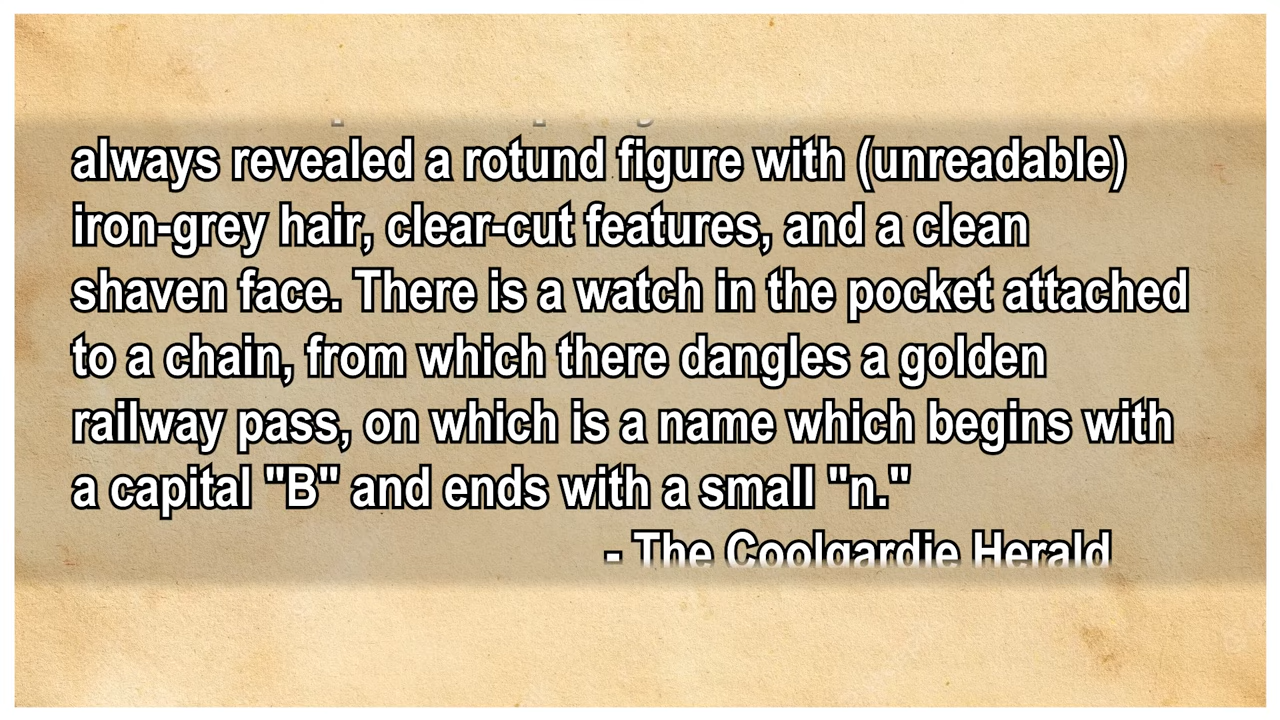 always revealed a rotund figure with (unreadable)
iron-grey hair, clear-cut features, and a clean
shaven face. There is a watch in the pocket attached
to a chain, from which there dangles a golden
railway pass, on which is a name which begins with
a capital "B" and ends with a small "n."
- The Coolgardie Herald